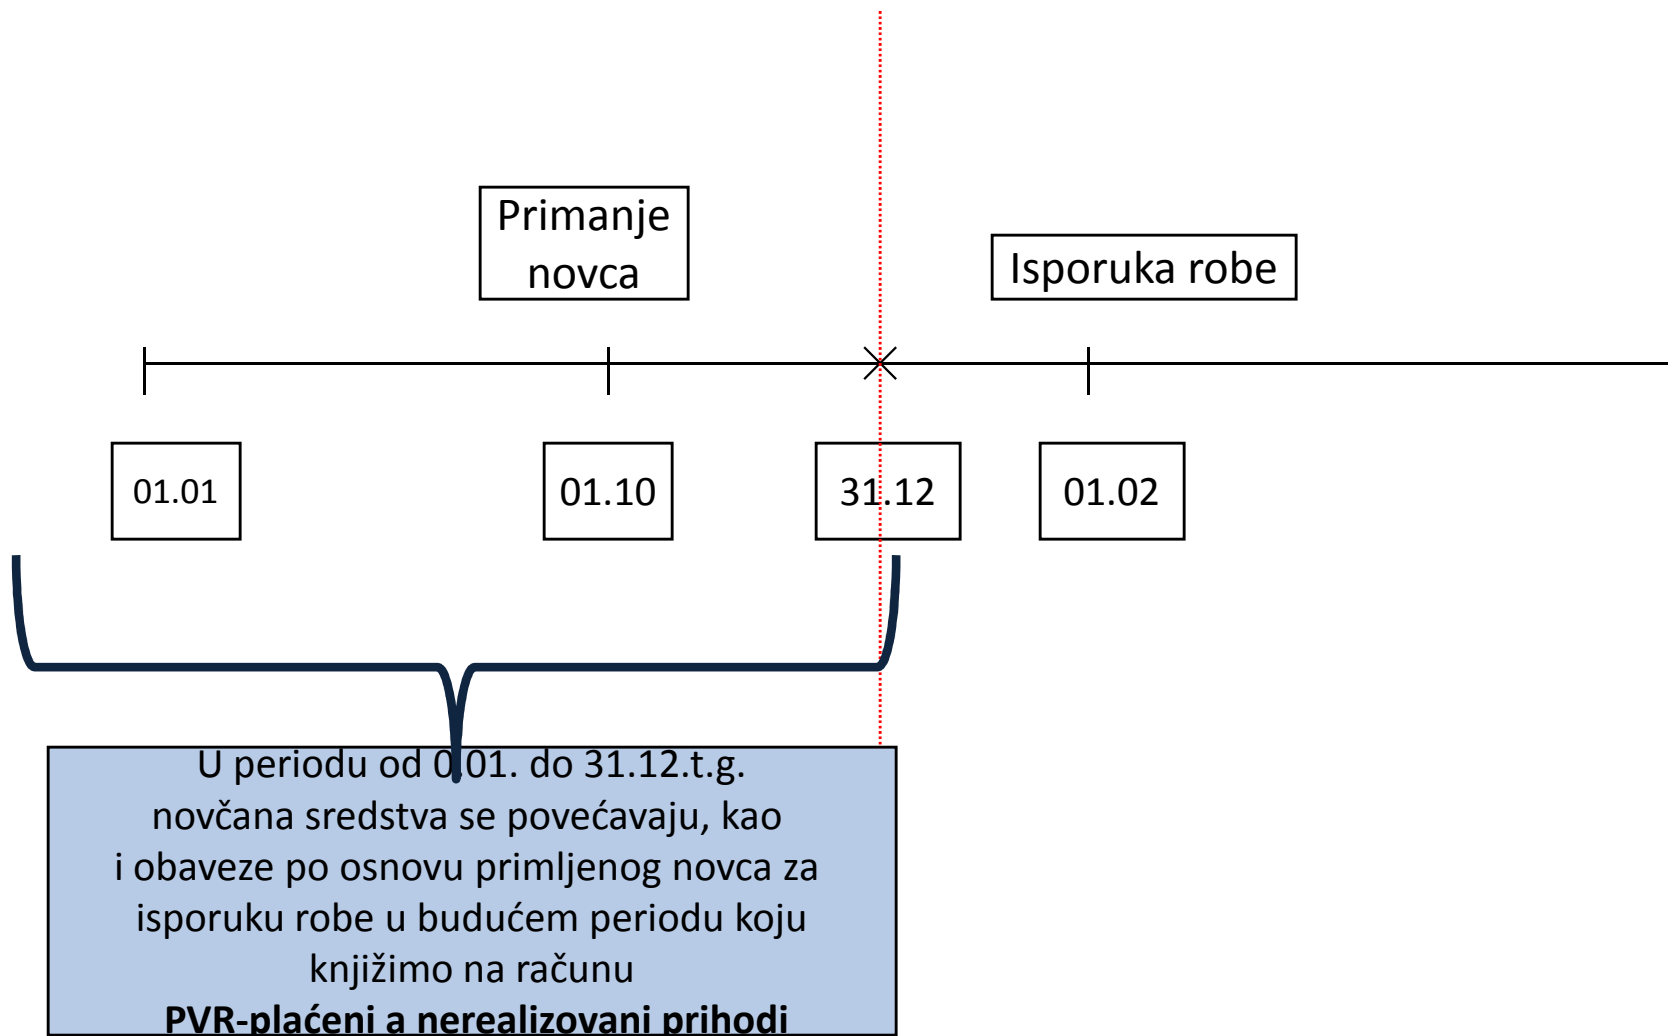 Primanje
novca
Isporuka robe
01.01
01.10
31.12
01.02
U periodu od 0.01. do 31.12.t.g.
novčana sredstva se povećavaju, kao
i obaveze po osnovu primljenog novca za
isporuku robe u budućem periodu koju
knjižimo na računu
PVR-plaćeni a nerealizovani prihodi